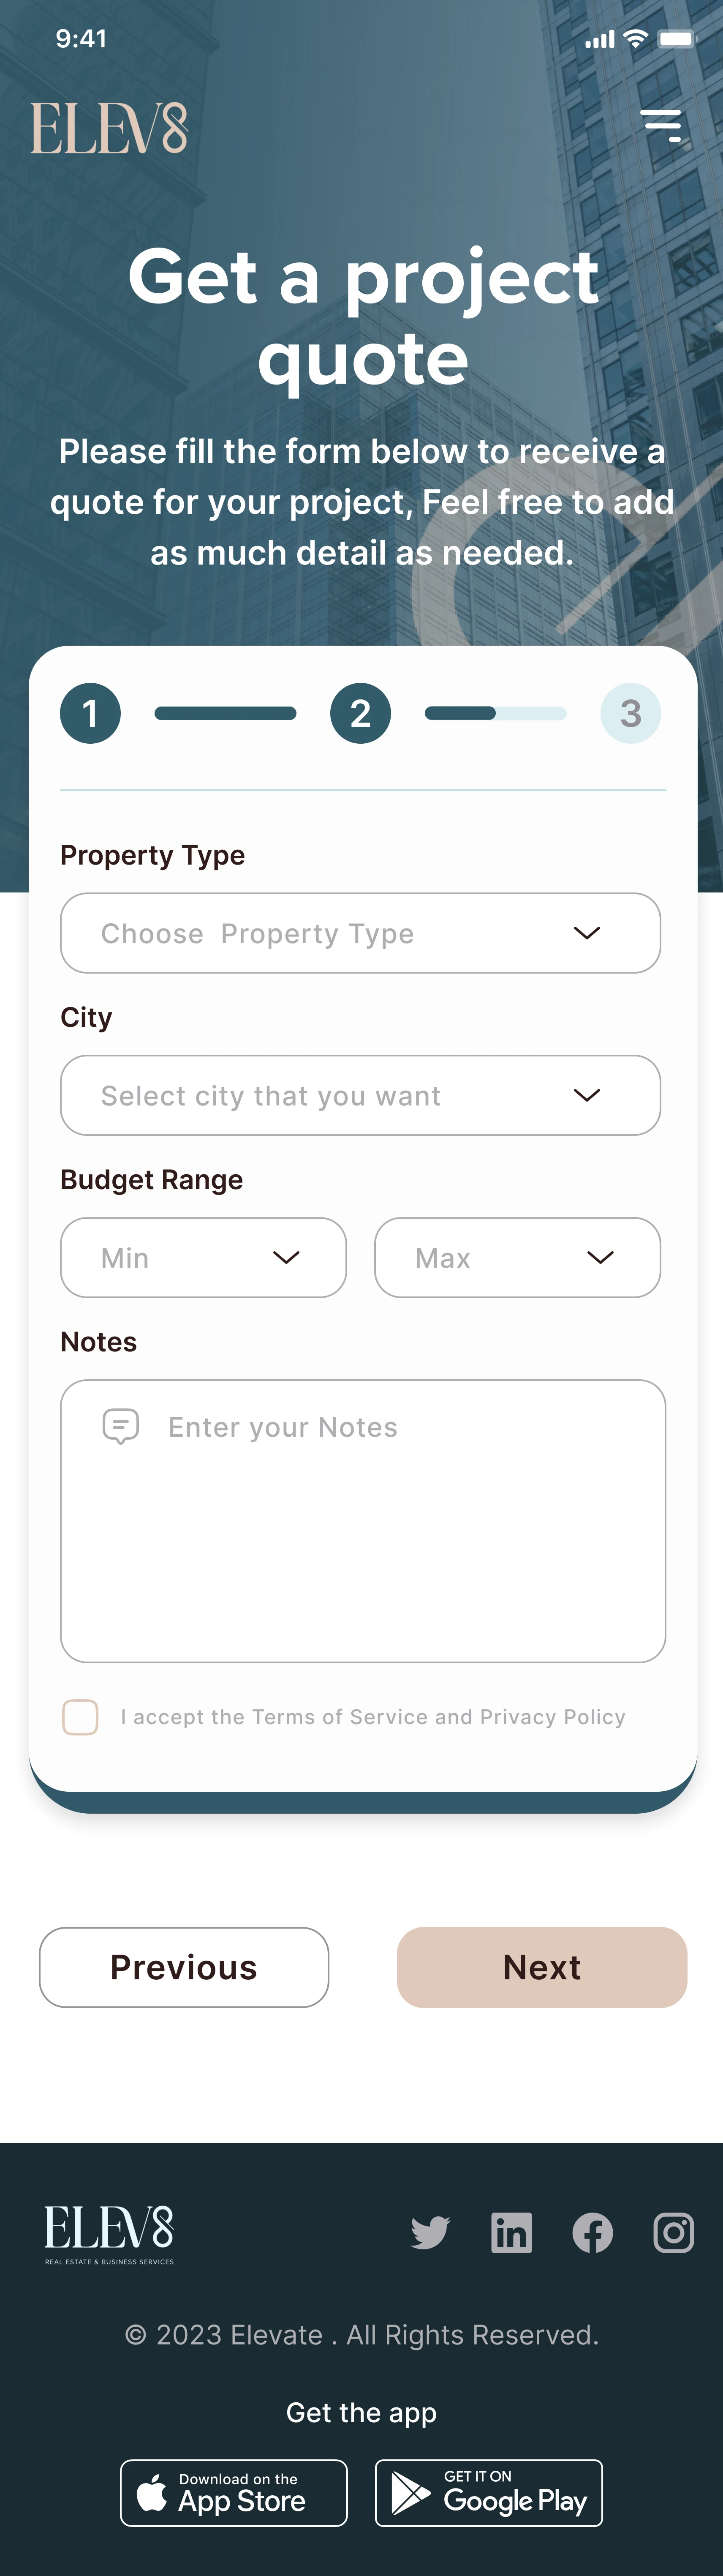 9:41
ELEV8
Get a project
quote
Please fill the form below to receive a
quote for your project, Feel free to add
as much detail as needed.
1 2 3
Property Type
Choose  Property Type
City
Select city that you want
Budget Range
Min Max
Notes
Enter your Notes
I accept the Terms of Service and Privacy Policy
Previous Next
ELEV8
REAL ESTATE & BUSINESS SERVICES
© 2023 Elevate . All Rights Reserved.
Get the app
Download on the
App Store
GET IT ON
Google Play